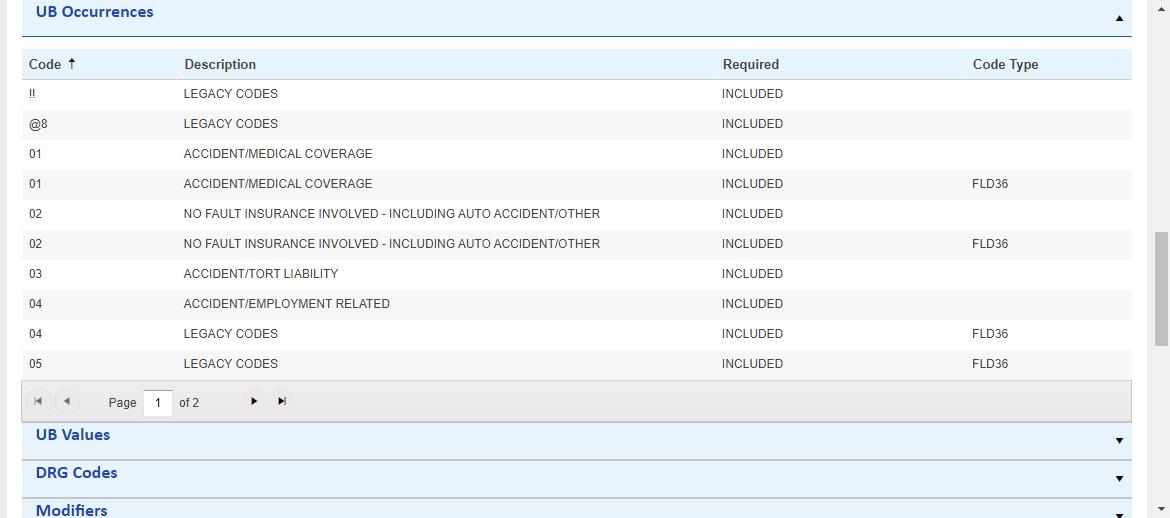 UB Occurrences
Code Description Required Code Type
!! LEGACY CODES INCLUDED
@8 LEGACY CODES INCLUDED
01 ACCIDENT/MEDICAL COVERAGE INCLUDED
01 ACCIDENT/MEDICAL COVERAGE INCLUDED FLD36
02 NO FAULT INSURANCE INVOLVED - INCLUDING AUTO ACCIDENT/OTHER INCLUDED
02 NO FAULT INSURANCE INVOLVED - INCLUDING AUTO ACCIDENT/OTHER INCLUDED FLD36
03 ACCIDENT/TORT LIABILITY INCLUDED
04 ACCIDENT/EMPLOYMENT RELATED INCLUDED
04 LEGACY CODES INCLUDED FLD36
05 LEGACY CODES INCLUDED FLD36
Page 1 of 2
UB Values
DRG Codes
Modifiers